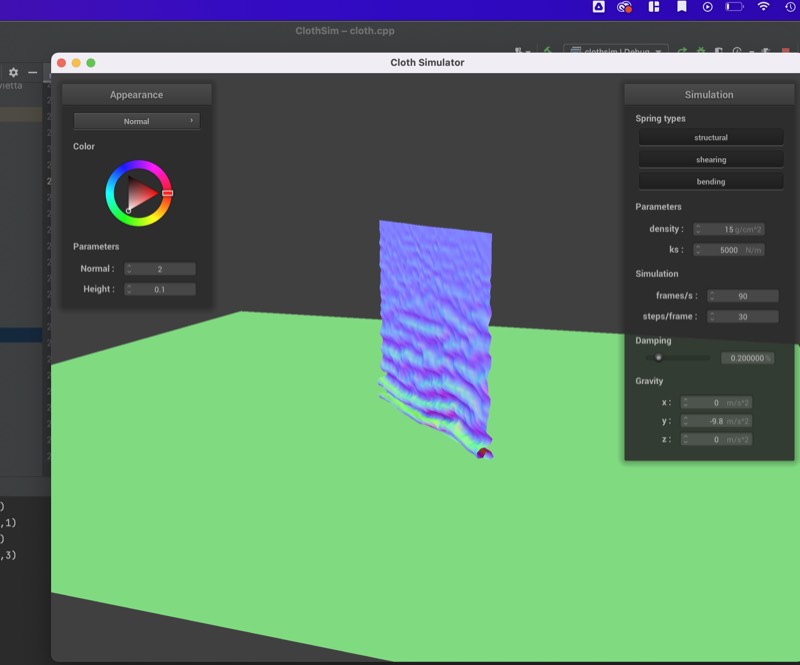 ClothSim – cloth.cpp
clothsim | Debug
Cloth Simulator
Appearance
Normal
Color
Parameters
Normal : 2
Height : 0.1
Simulation
Spring types
structural
shearing
bending
Parameters
density : 15 g/cm^2
ks : 5000 N/m
Simulation
frames/s : 90
steps/frame : 30
Damping
0.200000 %
Gravity
x : 0 m/s^2
y : -9.8 m/s^2
z : 0 m/s^2
)
,1)
)
,3)